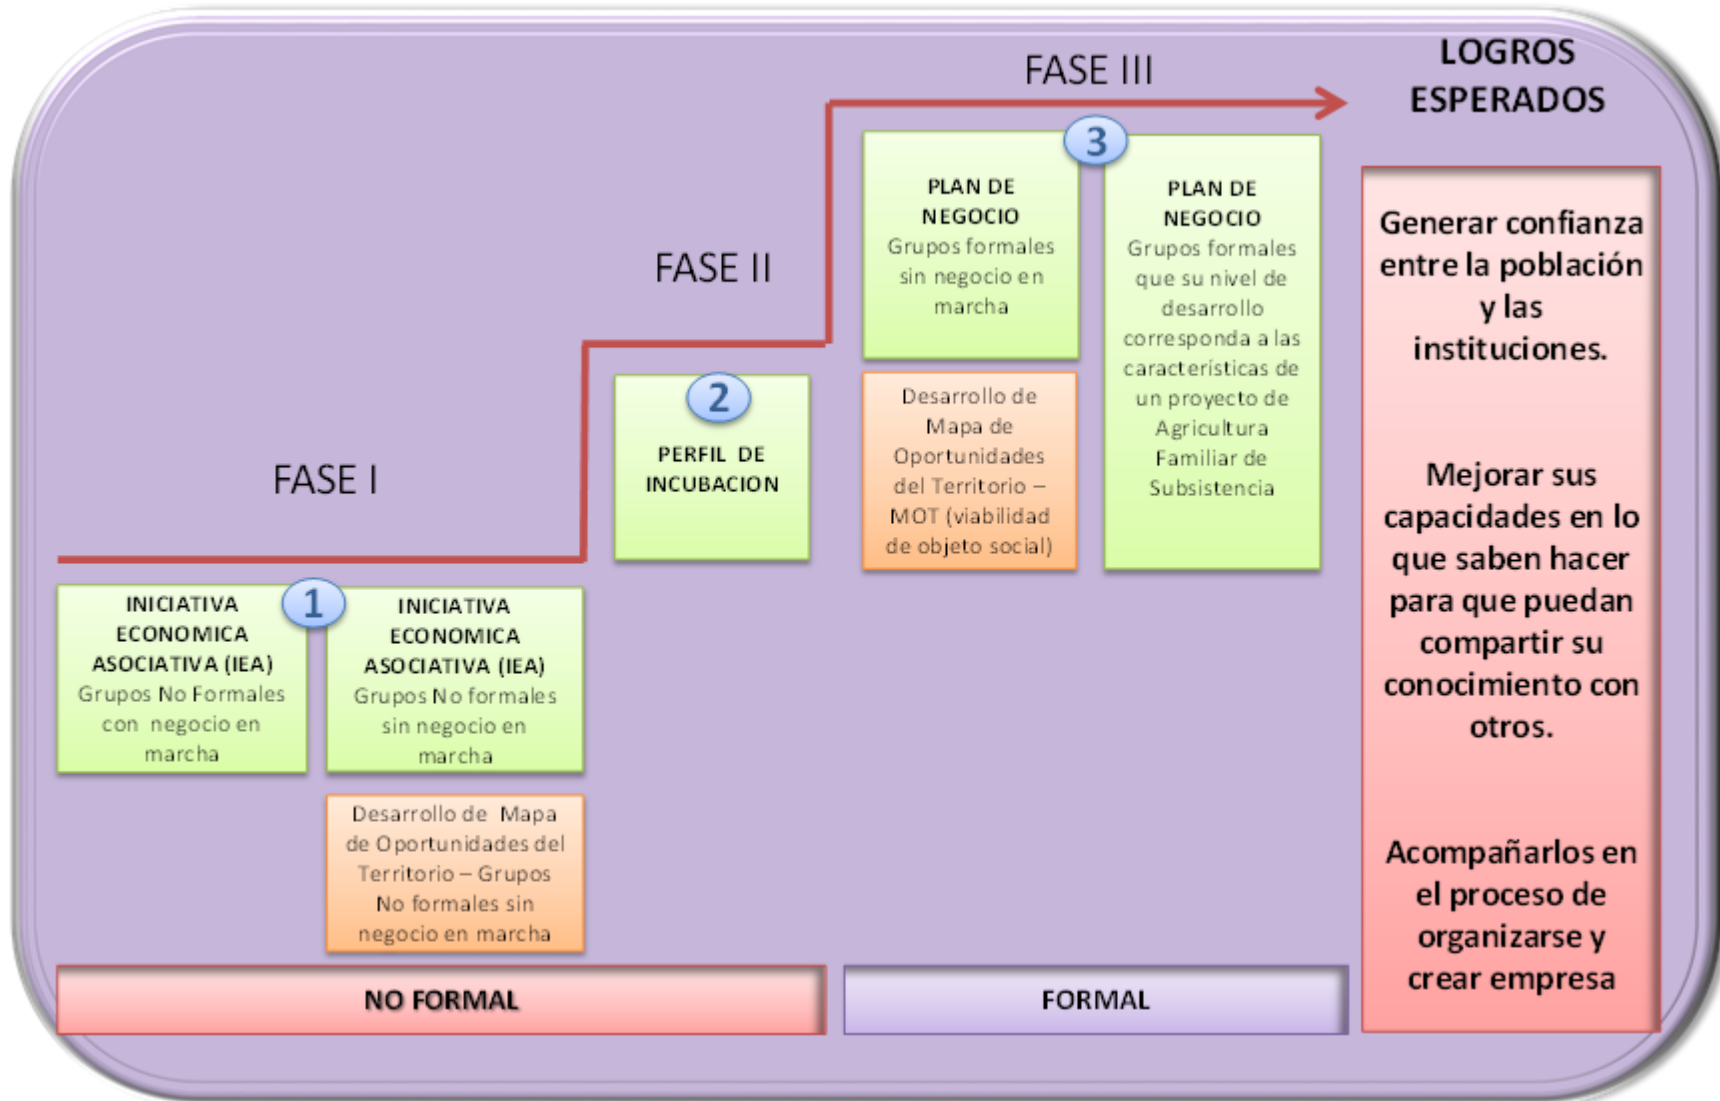 FASE I
1
INICIATIVA
ECONOMICA
ASOCIATIVA (IEA)
Grupos No Formales
con negocio en
marcha
INICIATIVA
ECONOMICA
ASOCIATIVA (IEA)
Grupos No formales
sin negocio en
marcha
Desarrollo de Mapa
de Oportunidades del
Territorio – Grupos
No formales sin
negocio en marcha
FASE II
2
PERFIL DE
INCUBACION
FASE III
3
PLAN DE
NEGOCIO
Grupos formales
sin negocio en
marcha
Desarrollo de
Mapa de
Oportunidades
del Territorio –
MOT (viabilidad
de objeto social)
PLAN DE
NEGOCIO
Grupos formales
que su nivel de
desarrollo
corresponda a las
características de
un proyecto de
Agricultura
Familiar de
Subsistencia
NO FORMAL
FORMAL
LOGROS
ESPERADOS
Generar confianza
entre la población
y las
instituciones.
Mejorar sus
capacidades en lo
que saben hacer
para que puedan
compartir su
conocimiento con
otros.
Acompañarlos en
el proceso de
organizarse y
crear empresa